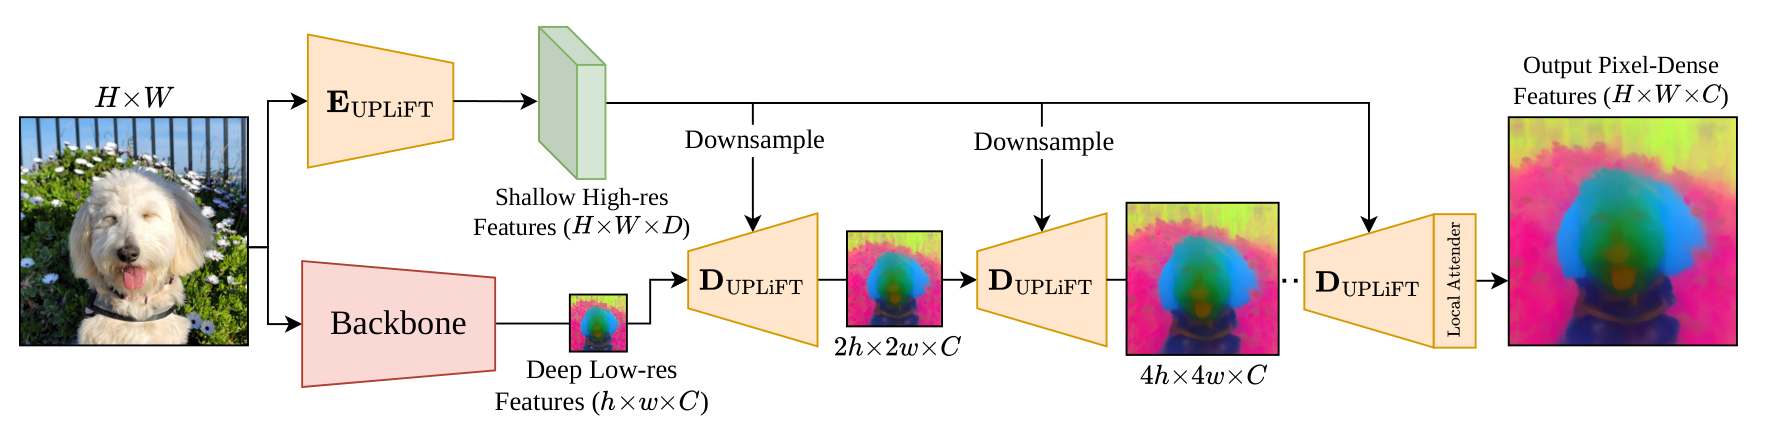 H×W
E_UPLiFT
Shallow High-res
Features (H×W×D)
Backbone
Deep Low-res
Features (h×w×C)
Downsample
D_UPLiFT
2h×2w×C
Downsample
D_UPLiFT
4h×4w×C
··
D_UPLiFT
Local Attender
Output Pixel-Dense
Features (H×W×C)